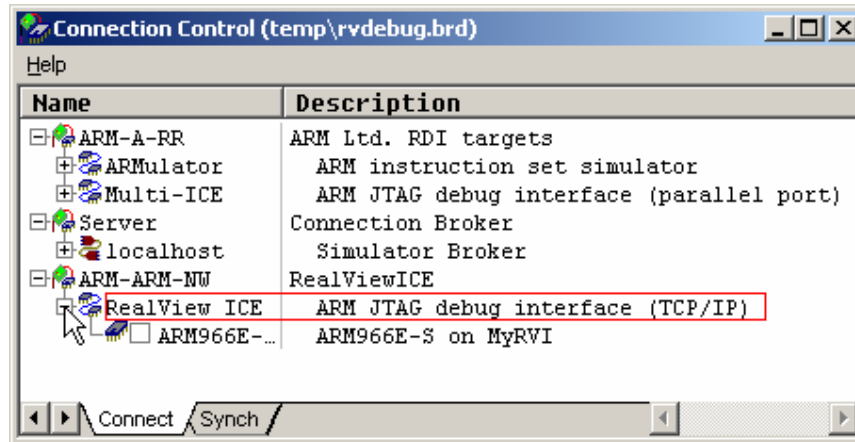 Connection Control (temp\rvdebug.brd)
Help
Name Description
ARM-A-RR ARM Ltd. RDI targets
ARMulator ARM instruction set simulator
Multi-ICE ARM JTAG debug interface (parallel port)
Server Connection Broker
localhost Simulator Broker
ARM-ARM-NW RealViewICE
RealView ICE ARM JTAG debug interface (TCP/IP)
ARM966E-… ARM966E-S on MyRVI
Connect Synch